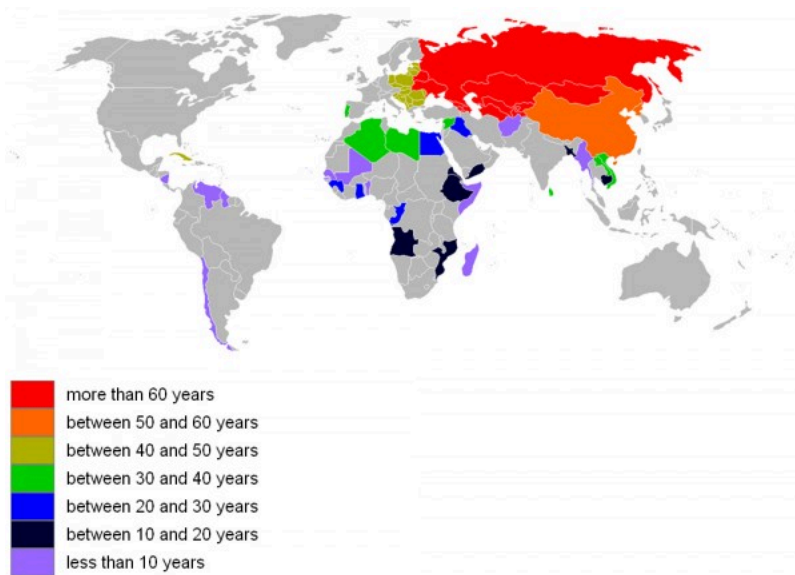 more than 60 years
between 50 and 60 years
between 40 and 50 years
between 30 and 40 years
between 20 and 30 years
between 10 and 20 years
less than 10 years